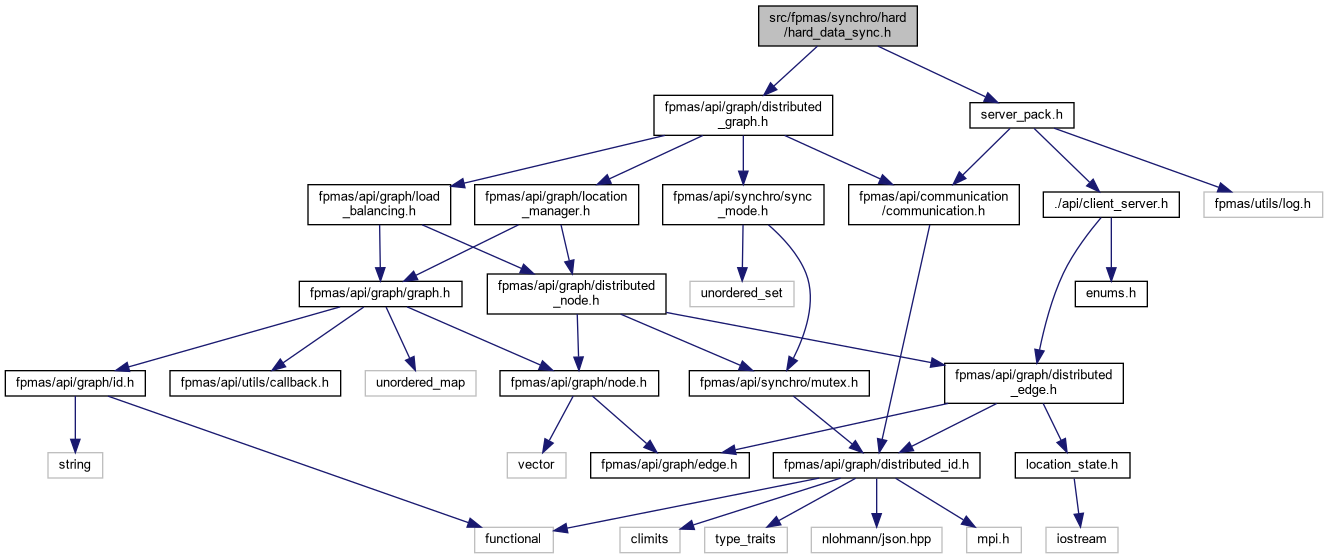 src/fpmas/synchro/hard
/hard_data_sync.h
fpmas/api/graph/distributed
_graph.h
server_pack.h
fpmas/api/graph/load
_balancing.h
fpmas/api/graph/location
_manager.h
fpmas/api/synchro/sync
_mode.h
fpmas/api/communication
/communication.h
./api/client_server.h
fpmas/utils/log.h
fpmas/api/graph/graph.h
fpmas/api/graph/distributed
_node.h
unordered_set
enums.h
fpmas/api/graph/id.h
fpmas/api/utils/callback.h
unordered_map
fpmas/api/graph/node.h
fpmas/api/synchro/mutex.h
fpmas/api/graph/distributed
_edge.h
string
vector
fpmas/api/graph/edge.h
fpmas/api/graph/distributed_id.h
location_state.h
functional
climits
type_traits
nlohmann/json.hpp
mpi.h
iostream